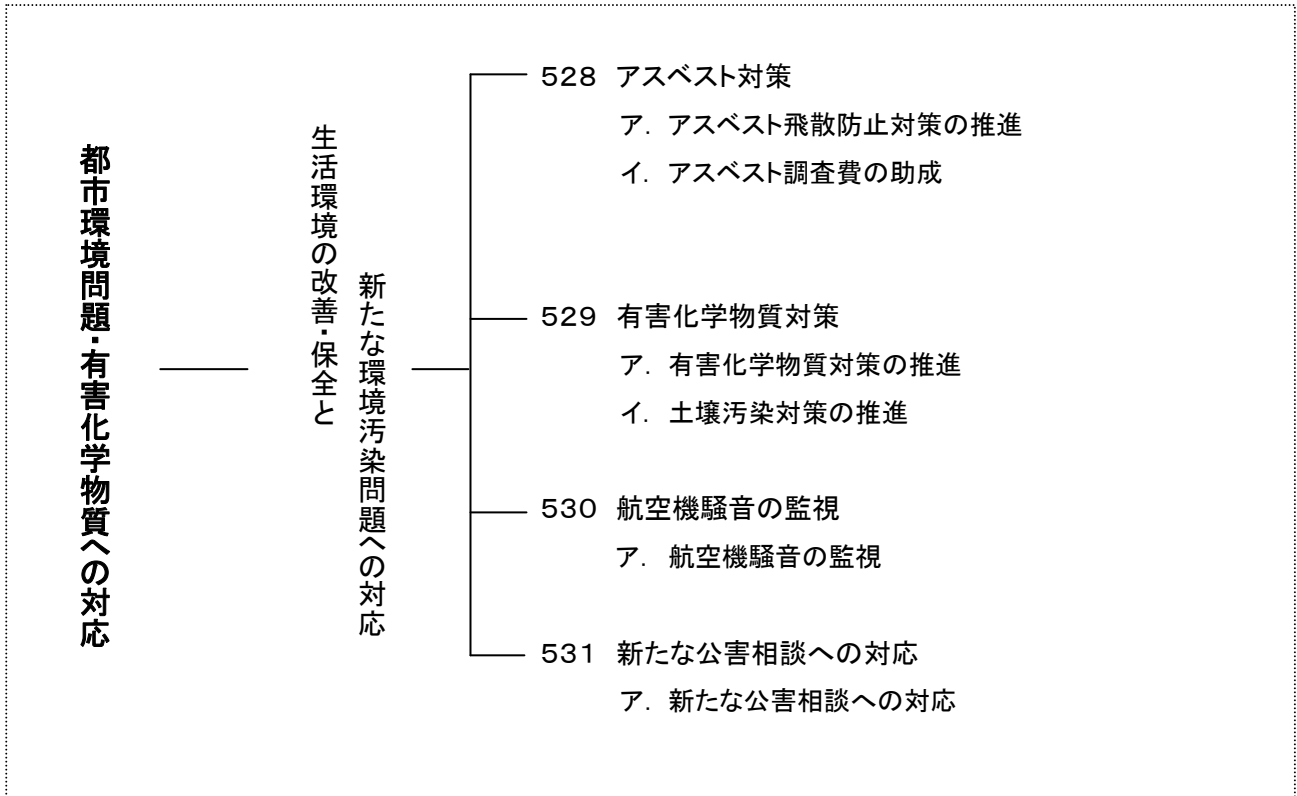 都市環境問題・有害化学物質への対応
生活環境の改善・保全と
新たな環境汚染問題への対応
528 アスベスト対策
ア. アスベスト飛散防止対策の推進
イ. アスベスト調査費の助成
529 有害化学物質対策
ア. 有害化学物質対策の推進
イ. 土壌汚染対策の推進
530 航空機騒音の監視
ア. 航空機騒音の監視
531 新たな公害相談への対応
ア. 新たな公害相談への対応